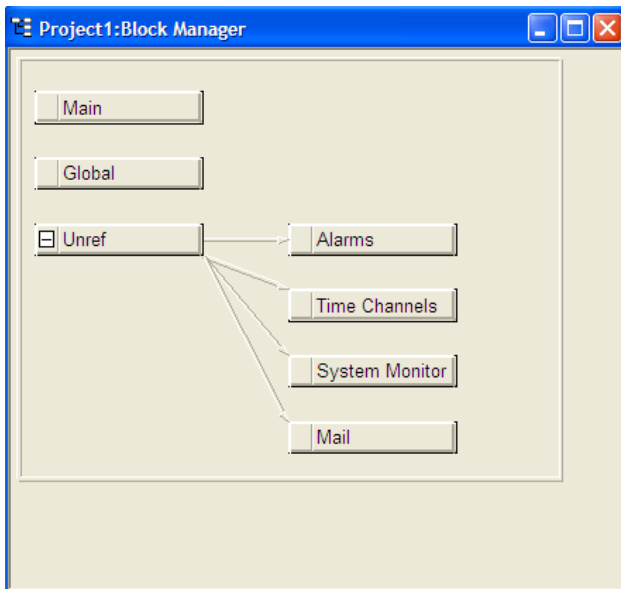 Project1:Block Manager
Main
Global
Unref
Alarms
Time Channels
System Monitor
Mail